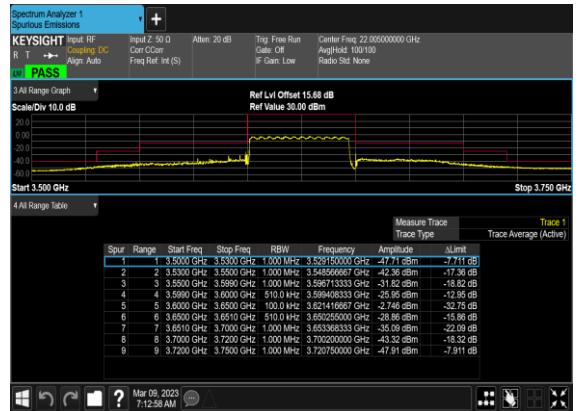 Spectrum Analyzer 1
Spurious Emissions
+
KEYSIGHT Input: RF Input Z: 50 Ω Atten: 20 dB Trig: Free Run Center Freq: 22.005000000 GHz
R T Coupling: DC Corr CCorr Gate: Off Avg|Hold: 100/100
Align: Auto Freq Ref: Int (S) IF Gain: Low Radio Std: None
PASS
3 All Range Graph
Ref Lvl Offset 15.68 dB
Scale/Div 10.0 dB Ref Value 30.00 dBm
20.0
0.00
-20.0
-40.0
-60.0
Start 3.500 GHz Stop 3.750 GHz
4 All Range Table
Measure Trace Trace 1
Trace Type Trace Average (Active)
Spur Range Start Freq Stop Freq RBW Frequency Amplitude ΔLimit
1 1 3.5000 GHz 3.5300 GHz 1.000 MHz 3.529150000 GHz -47.71 dBm -7.711 dB
2 2 3.5300 GHz 3.5500 GHz 1.000 MHz 3.548566667 GHz -42.36 dBm -17.36 dB
3 3 3.5500 GHz 3.5990 GHz 1.000 MHz 3.596713333 GHz -31.82 dBm -18.82 dB
4 4 3.5990 GHz 3.6000 GHz 510.0 kHz 3.599408333 GHz -25.95 dBm -12.95 dB
5 5 3.6000 GHz 3.6500 GHz 100.0 kHz 3.621416667 GHz -2.746 dBm -32.75 dB
6 6 3.6500 GHz 3.6510 GHz 510.0 kHz 3.650255000 GHz -28.86 dBm -15.86 dB
7 7 3.6510 GHz 3.7000 GHz 1.000 MHz 3.653368333 GHz -35.09 dBm -22.09 dB
8 8 3.7000 GHz 3.7200 GHz 1.000 MHz 3.700200000 GHz -43.32 dBm -18.32 dB
9 9 3.7200 GHz 3.7500 GHz 1.000 MHz 3.720750000 GHz -47.91 dBm -7.911 dB
? Mar 09, 2023
7:12:58 AM